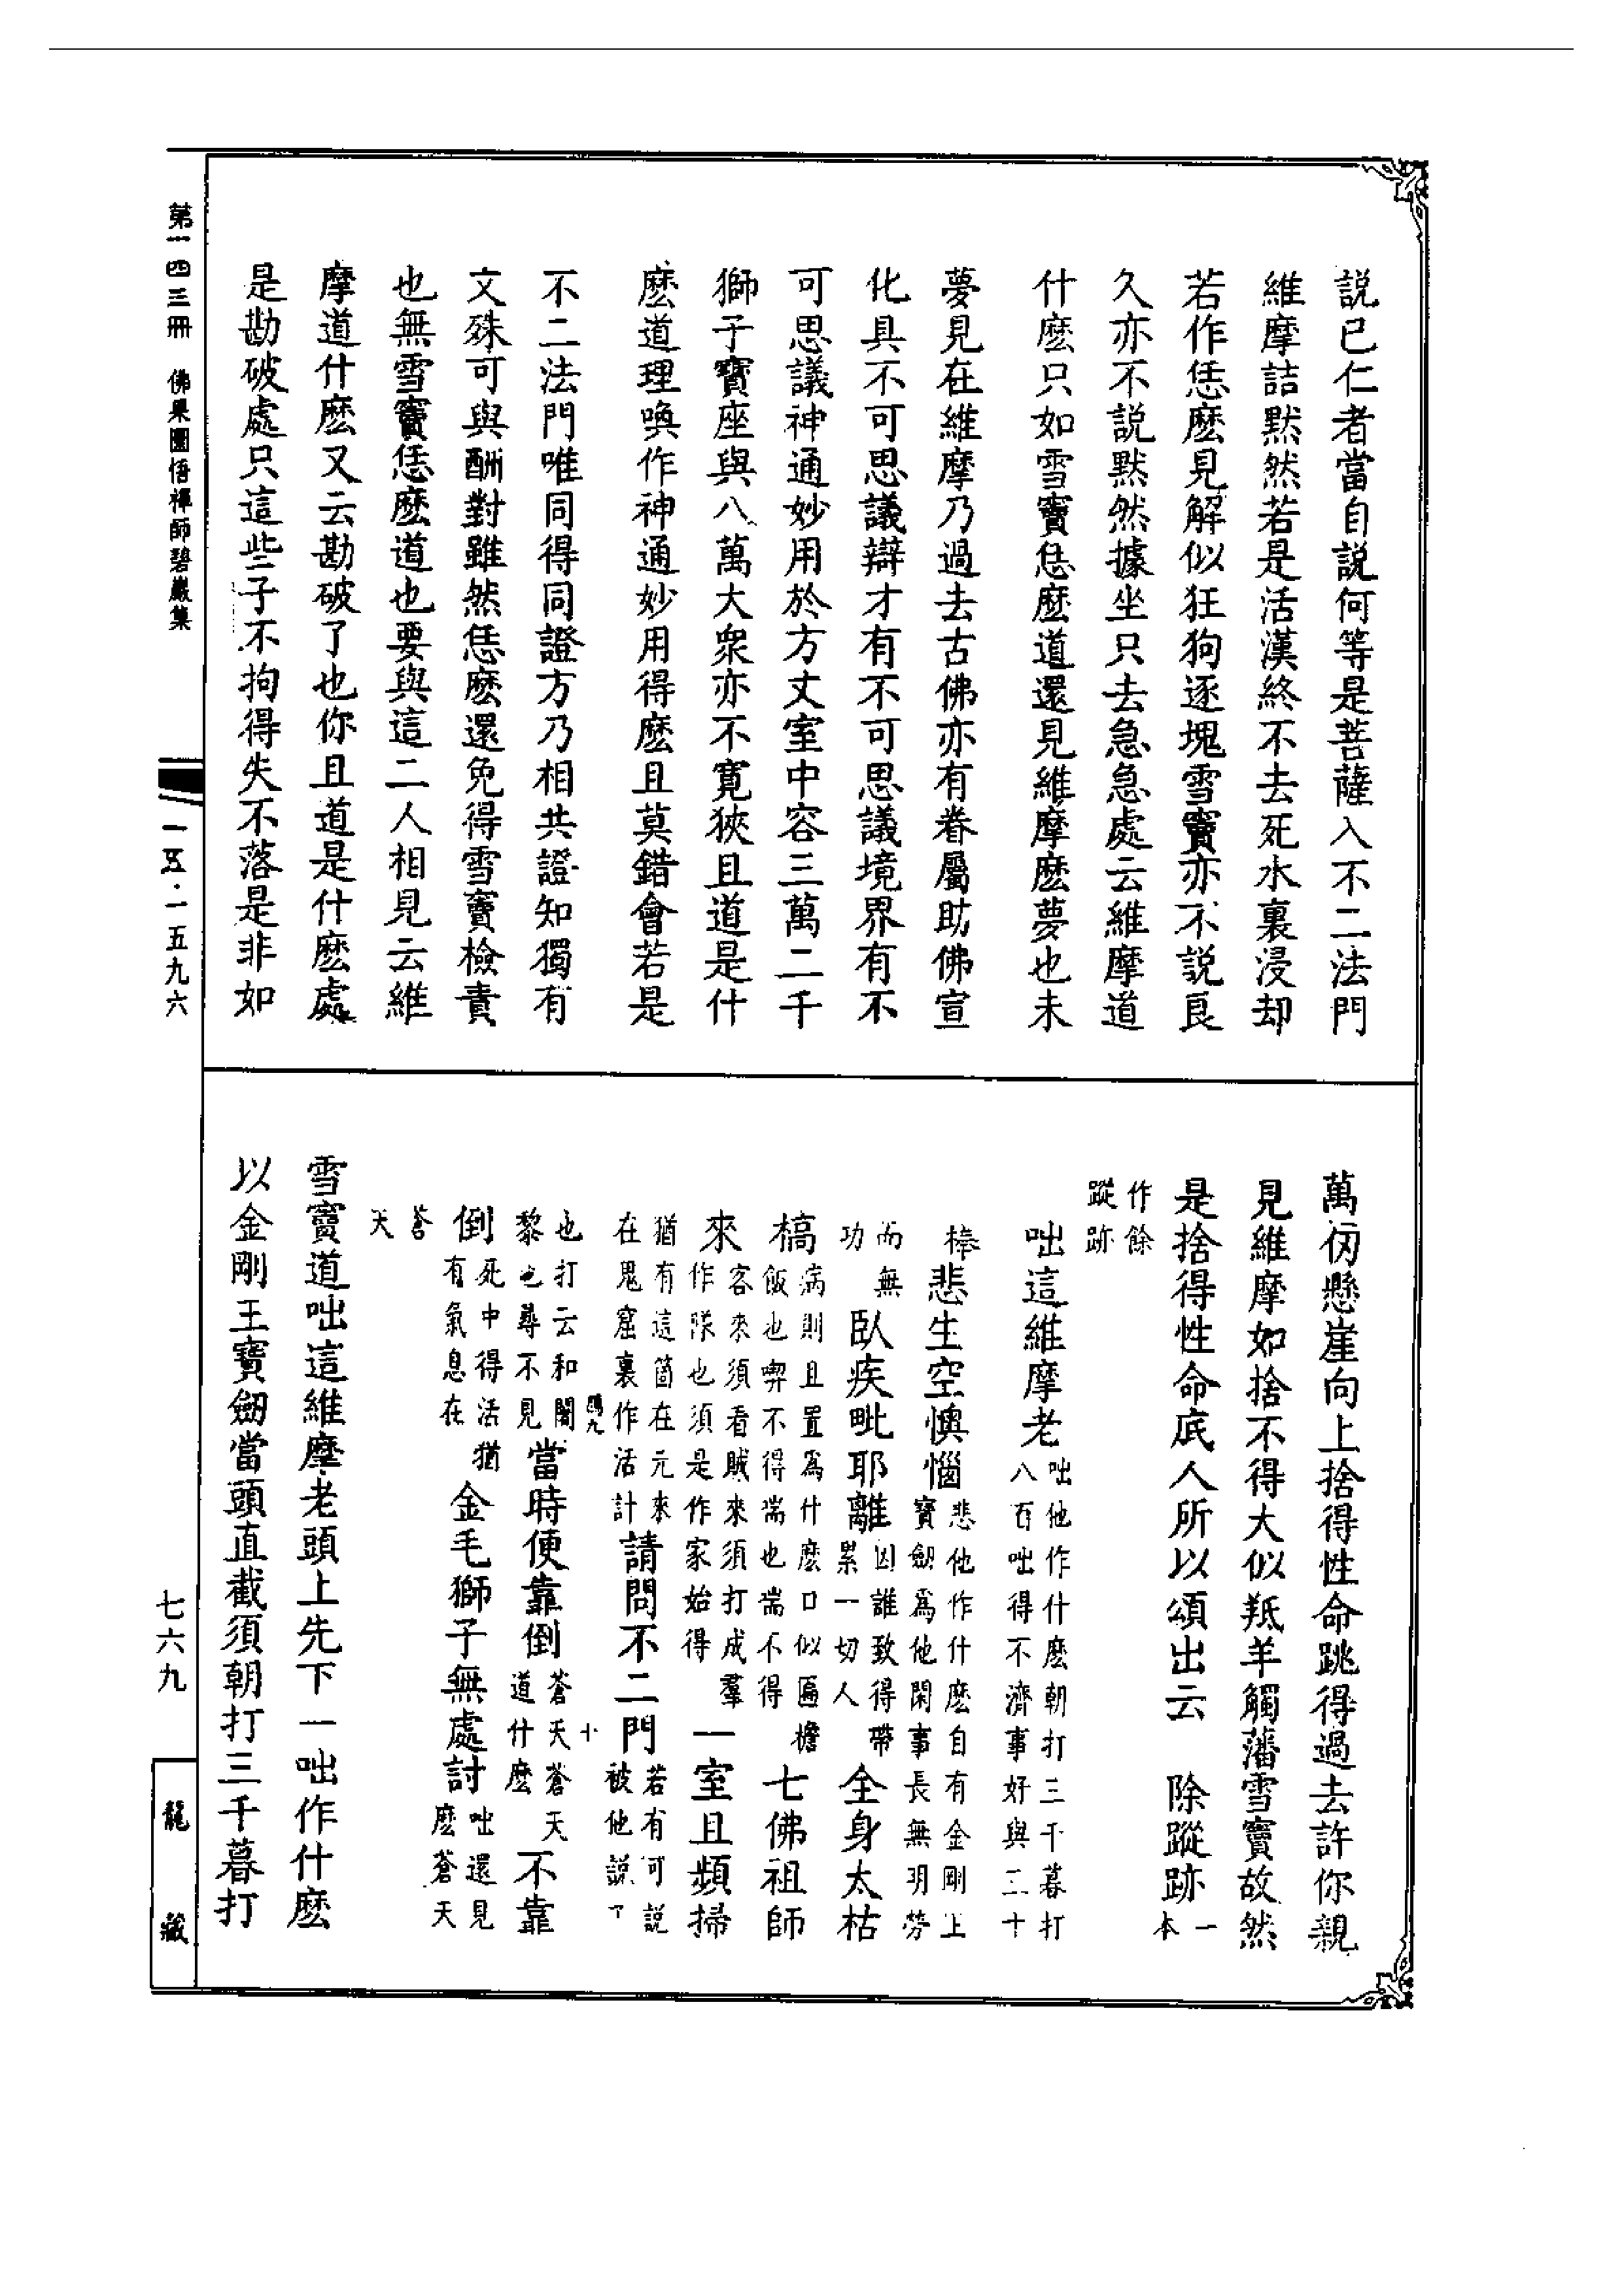 說已仁者當自說何等是菩薩入不二法門
維摩詰默然若是活漢終不去死水裏浸却
若作恁麽見解似狂狗逐塊雪竇亦不說良
久亦不說默然據坐只去急急處云維摩道
什麽只如雪竇恁麽道還見維摩麽夢也未
夢見在維摩乃過去古佛亦有眷屬助佛宣
化具不可思議辯才有不可思議境界有不
可思議神通妙用於方丈室中容三萬二千
獅子寶座與八萬大衆亦不寬狹且道是什
麽道理喚作神通妙用得麽且莫錯會若是
不二法門唯同得同證方乃相共證知獨有
文殊可與酬對雖然恁麽還免得雪竇檢責
也無雪竇恁麽道也要與這二人相見云維
摩道什麽又云勘破了也你且道是什麽處
是勘破處只這些子不拘得失不落是非如
萬仞懸崖向上捨得性命跳得過去許你親
見維摩如捨不得大似羝羊觸藩雪竇故然
是捨得性命底人所以頌出云　除蹤跡一本
作餘蹤跡
咄這維摩老咄他作什麽朝打三千暮打八百咄得不濟事好與三十
棒悲生空懊惱悲他作什麽自有金剛王寶劒爲他閑事長無明勞
而無功臥疾毗耶離因誰致得帶累一切人全身太枯
槁病則且置爲什麽口似匾檐飯也喫不得喘也喘不得七佛祖師
來客來須看賊來須打成羣作隊也須是作家始得一室且頻掃
猶有這箇在元來在鬼窟裏作活計請問不二門若有可說被他說了
也打云和闍黎也尋不見當時便靠倒蒼天蒼天道什麽不靠
倒死中得活猶有氣息在金毛獅子無處討咄還見麽蒼天
蒼天
雪竇道咄這維摩老頭上先下一咄作什麽
以金剛王寶劒當頭直截須朝打三千暮打
第一四三冊　佛果圜悟禪師碧巖集
一五·一五九六
七六九
龍藏